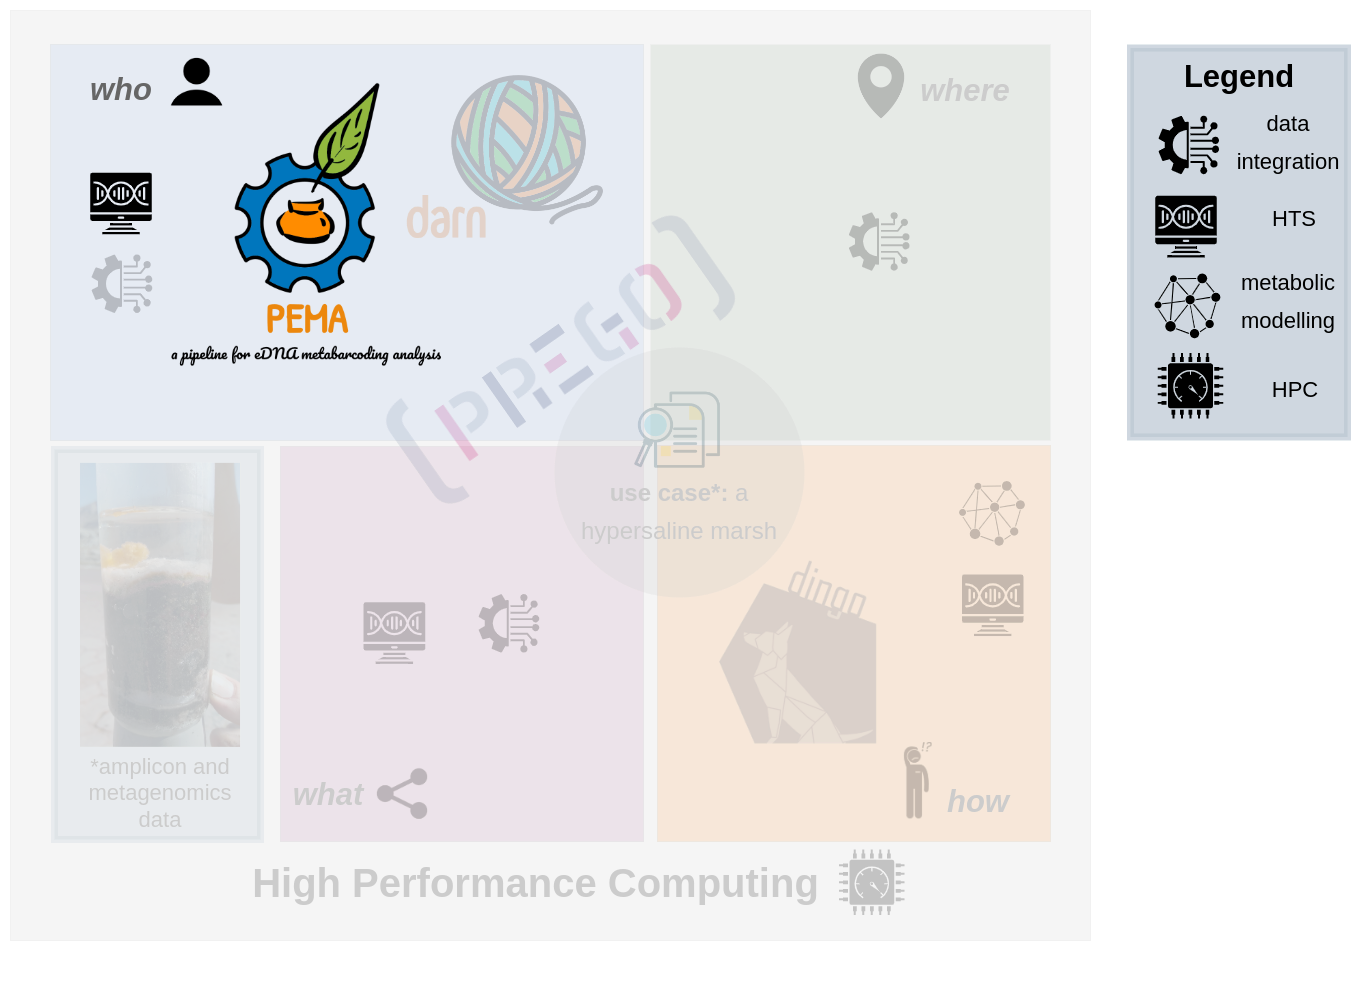 who
where
darn
PEMA
a pipeline for eDNA metabarcoding analysis
PREGO
use case*: a
hypersaline marsh
dingo
!?
*amplicon and
metagenomics
data
what
how
High Performance Computing
Legend
data
integration
HTS
metabolic
modelling
HPC